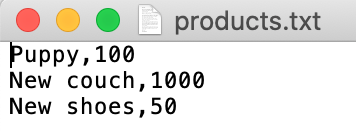 products.txt
Puppy,100
New couch,1000
New shoes,50